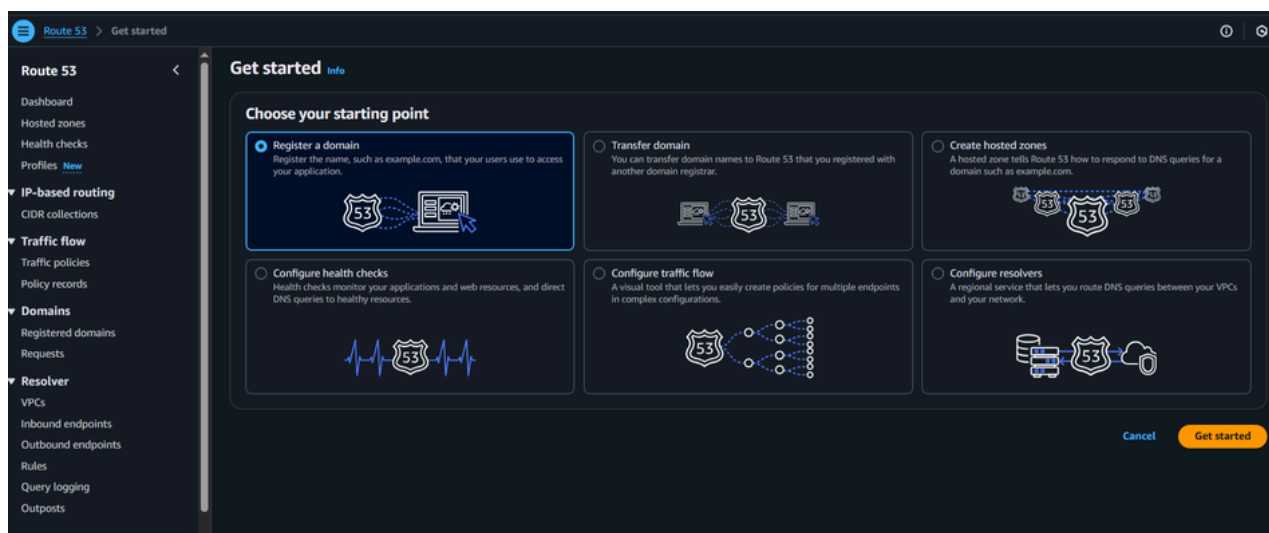 Route 53 > Get started
Route 53
Dashboard
Hosted zones
Health checks
Profiles New
IP-based routing
CIDR collections
Traffic flow
Traffic policies
Policy records
Domains
Registered domains
Requests
Resolver
VPCs
Inbound endpoints
Outbound endpoints
Rules
Query logging
Outposts
Get started Info
Choose your starting point
Register a domain
Register the name, such as example.com, that your users use to access
your application.
53
Transfer domain
You can transfer domain names to Route 53 that you registered with
another domain registrar.
53
Create hosted zones
A hosted zone tells Route 53 how to respond to DNS queries for a
domain such as example.com.
53 53 53 53 53
Configure health checks
Health checks monitor your applications and web resources, and direct
DNS queries to healthy resources.
53
Configure traffic flow
A visual tool that lets you easily create policies for multiple endpoints
in complex configurations.
53
Configure resolvers
A regional service that lets you route DNS queries between your VPCs
and your network.
53
Cancel
Get started